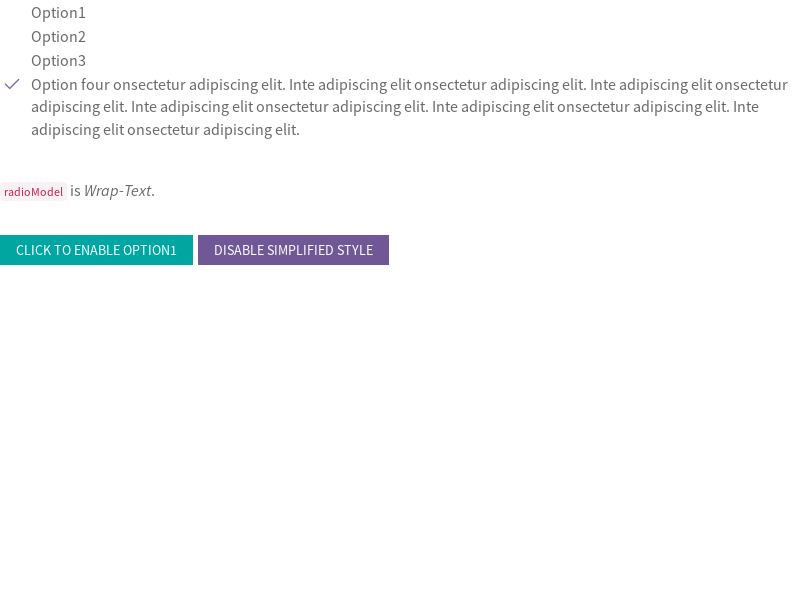 Option1
Option2
Option3
Option four onsectetur adipiscing elit. Inte adipiscing elit onsectetur adipiscing elit. Inte adipiscing elit onsectetur
adipiscing elit. Inte adipiscing elit onsectetur adipiscing elit. Inte adipiscing elit onsectetur adipiscing elit. Inte
adipiscing elit onsectetur adipiscing elit.
radioModel is Wrap-Text.
CLICK TO ENABLE OPTION1 DISABLE SIMPLIFIED STYLE